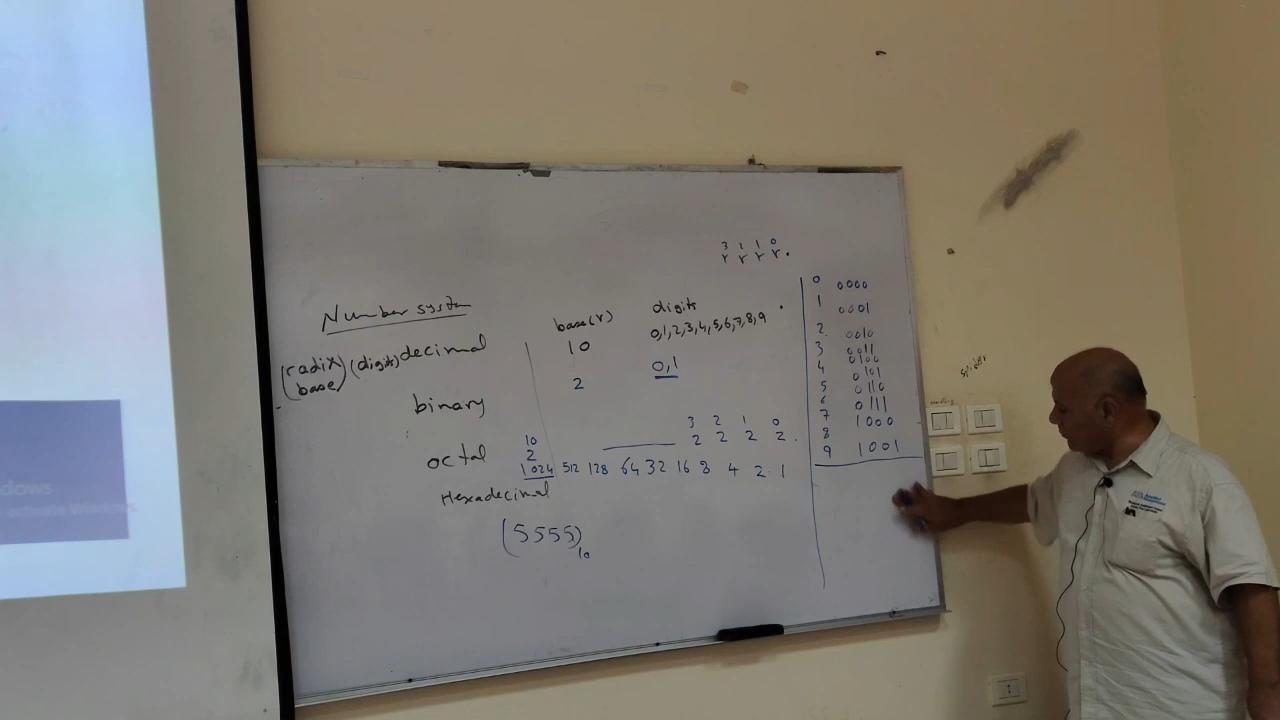 3 2 1 0
r r r r .
Number system
base(r)
digits
(radix base) (digits) decimal
10
0,1,2,3,4,5,6,7,8,9
binary
2
0,1
3 2 1 0
2 2 2 2 .
octal
10
2
1024 512 128 64 32 16 8 4 2 1
Hexadecimal
(5555)10
0 0000
1 0001
2 0010
3 0011
4 0100
5 0101
6 0110
7 0111
8 1000
9 1001
spider